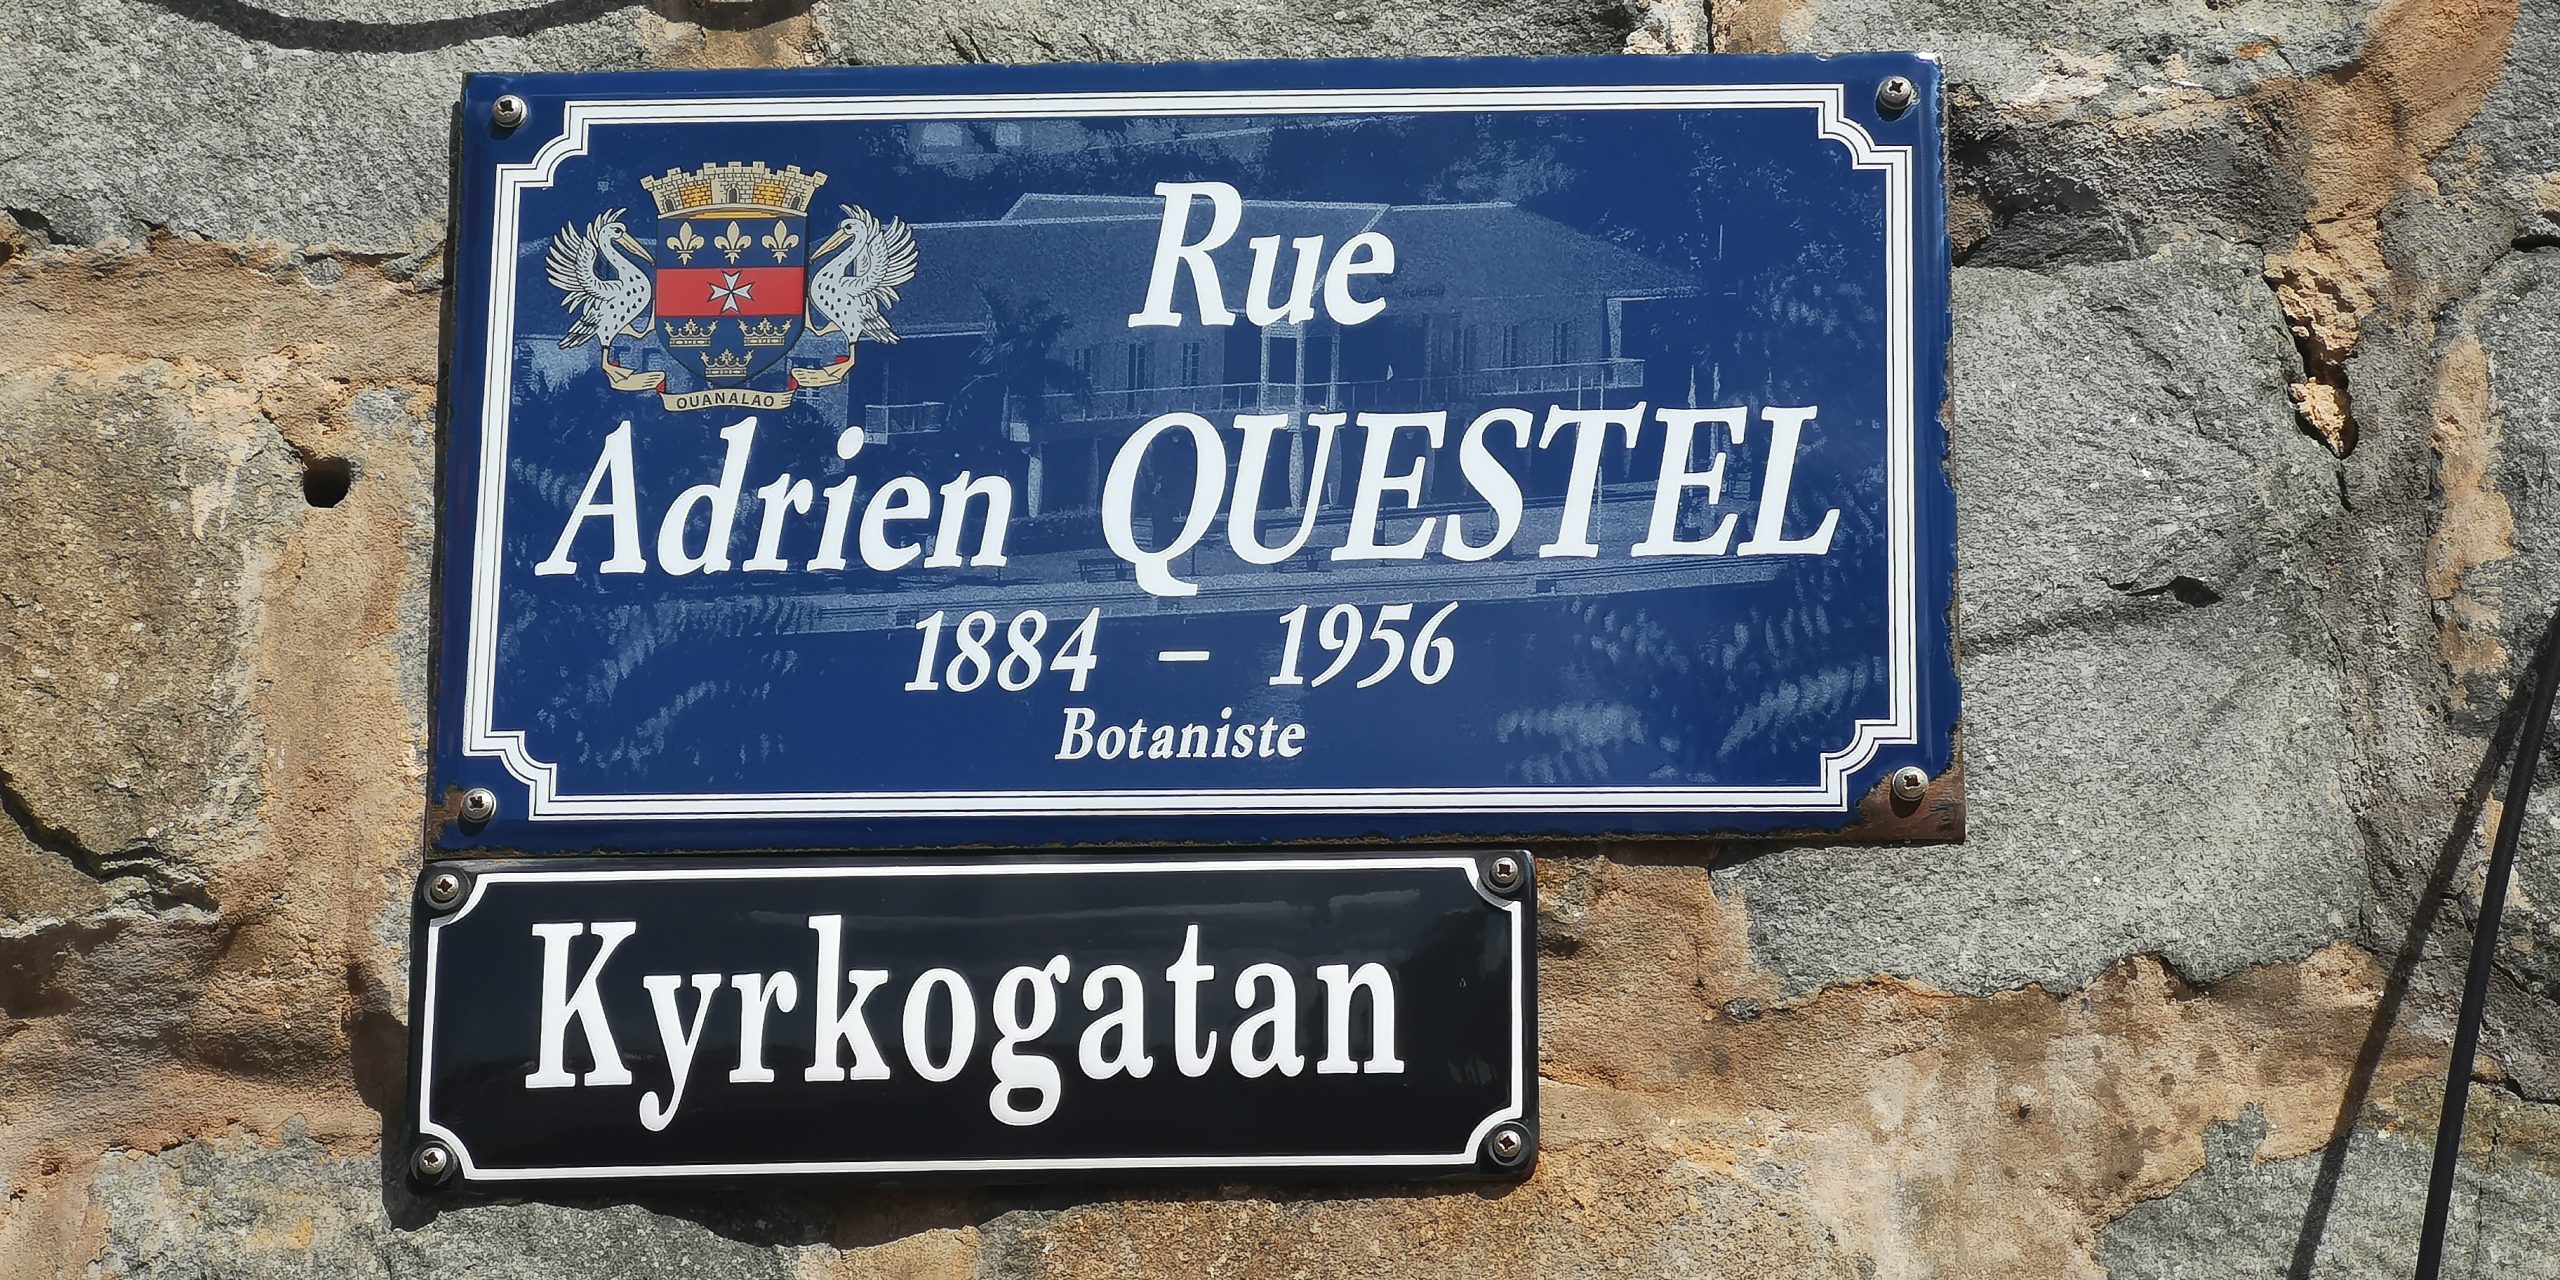 OUANALAO
Rue
Adrien QUESTEL
1884 – 1956
Botaniste
Kyrkogatan